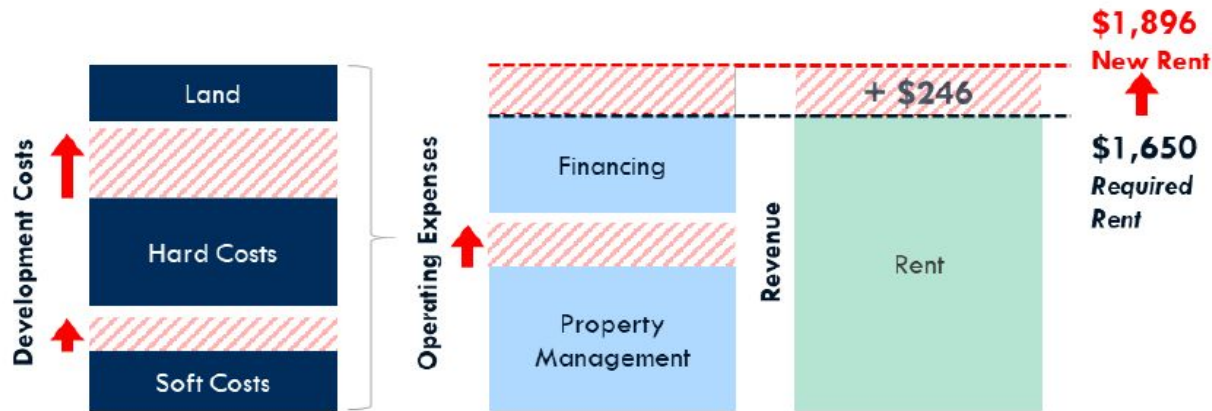 Development Costs
Land
Hard Costs
Soft Costs
Operating Expenses
Financing
Property
Management
Revenue
+ $246
Rent
$1,896
New Rent
$1,650
Required
Rent